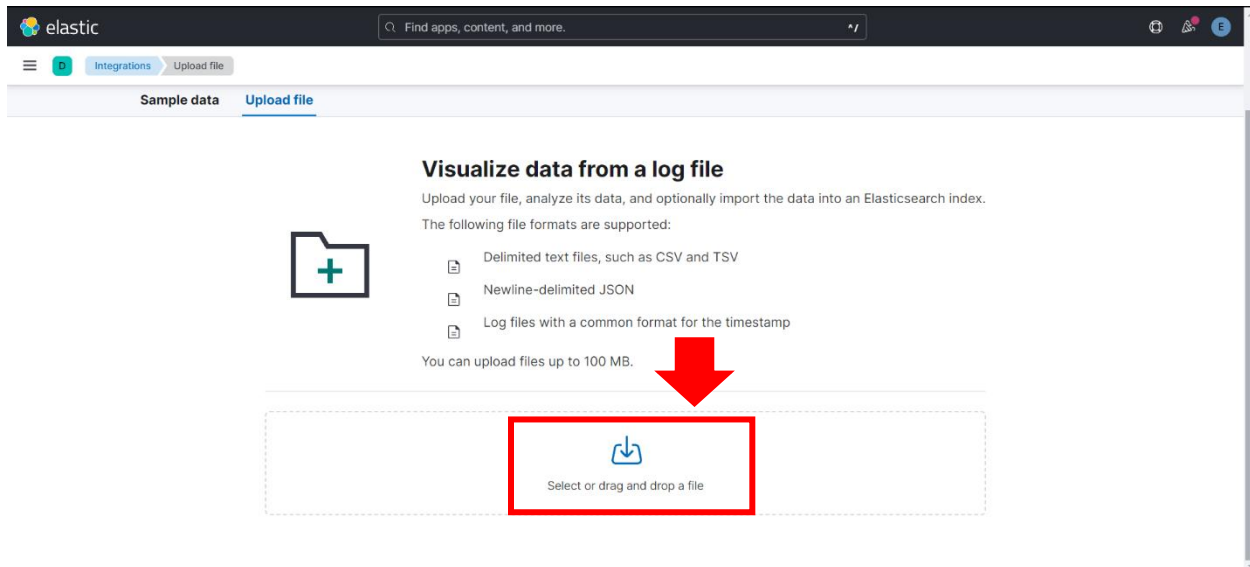 elastic
Find apps, content, and more.
^/
E
D
Integrations
Upload file
Sample data
Upload file
Visualize data from a log file
Upload your file, analyze its data, and optionally import the data into an Elasticsearch index.
The following file formats are supported:
Delimited text files, such as CSV and TSV
Newline-delimited JSON
Log files with a common format for the timestamp
You can upload files up to 100 MB.
Select or drag and drop a file